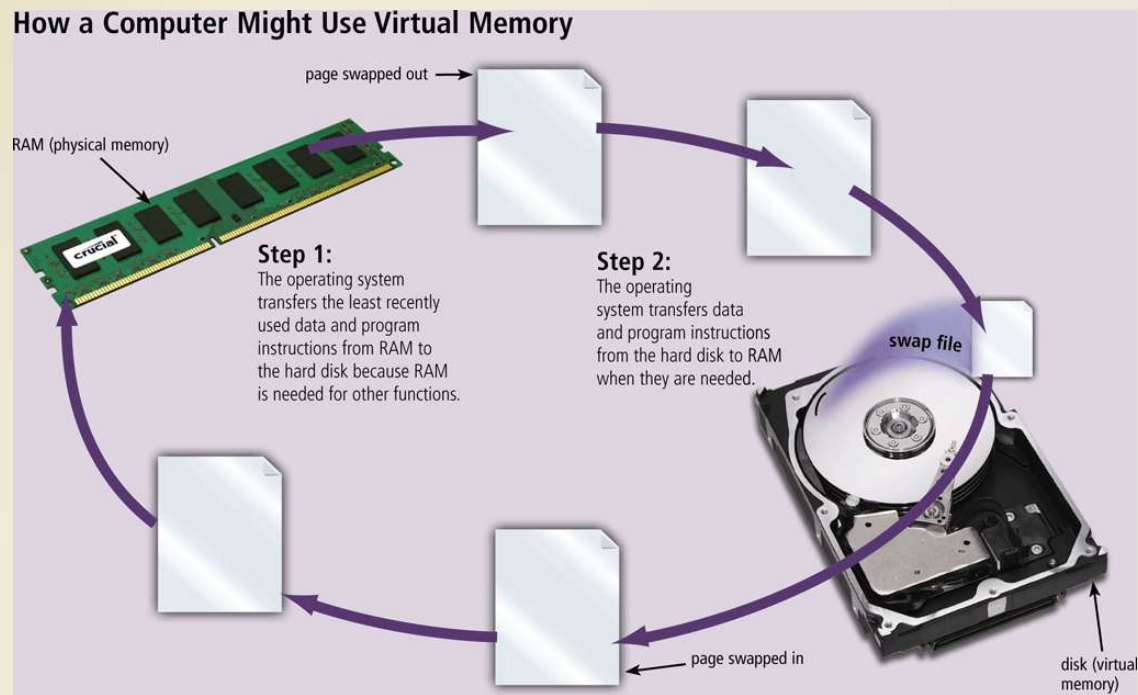 How a Computer Might Use Virtual Memory
page swapped out
RAM (physical memory)
crucial
Step 1:
The operating system
transfers the least recently
used data and program
instructions from RAM to
the hard disk because RAM
is needed for other functions.
Step 2:
The operating
system transfers data
and program instructions
from the hard disk to RAM
when they are needed.
swap file
page swapped in
disk (virtual
memory)